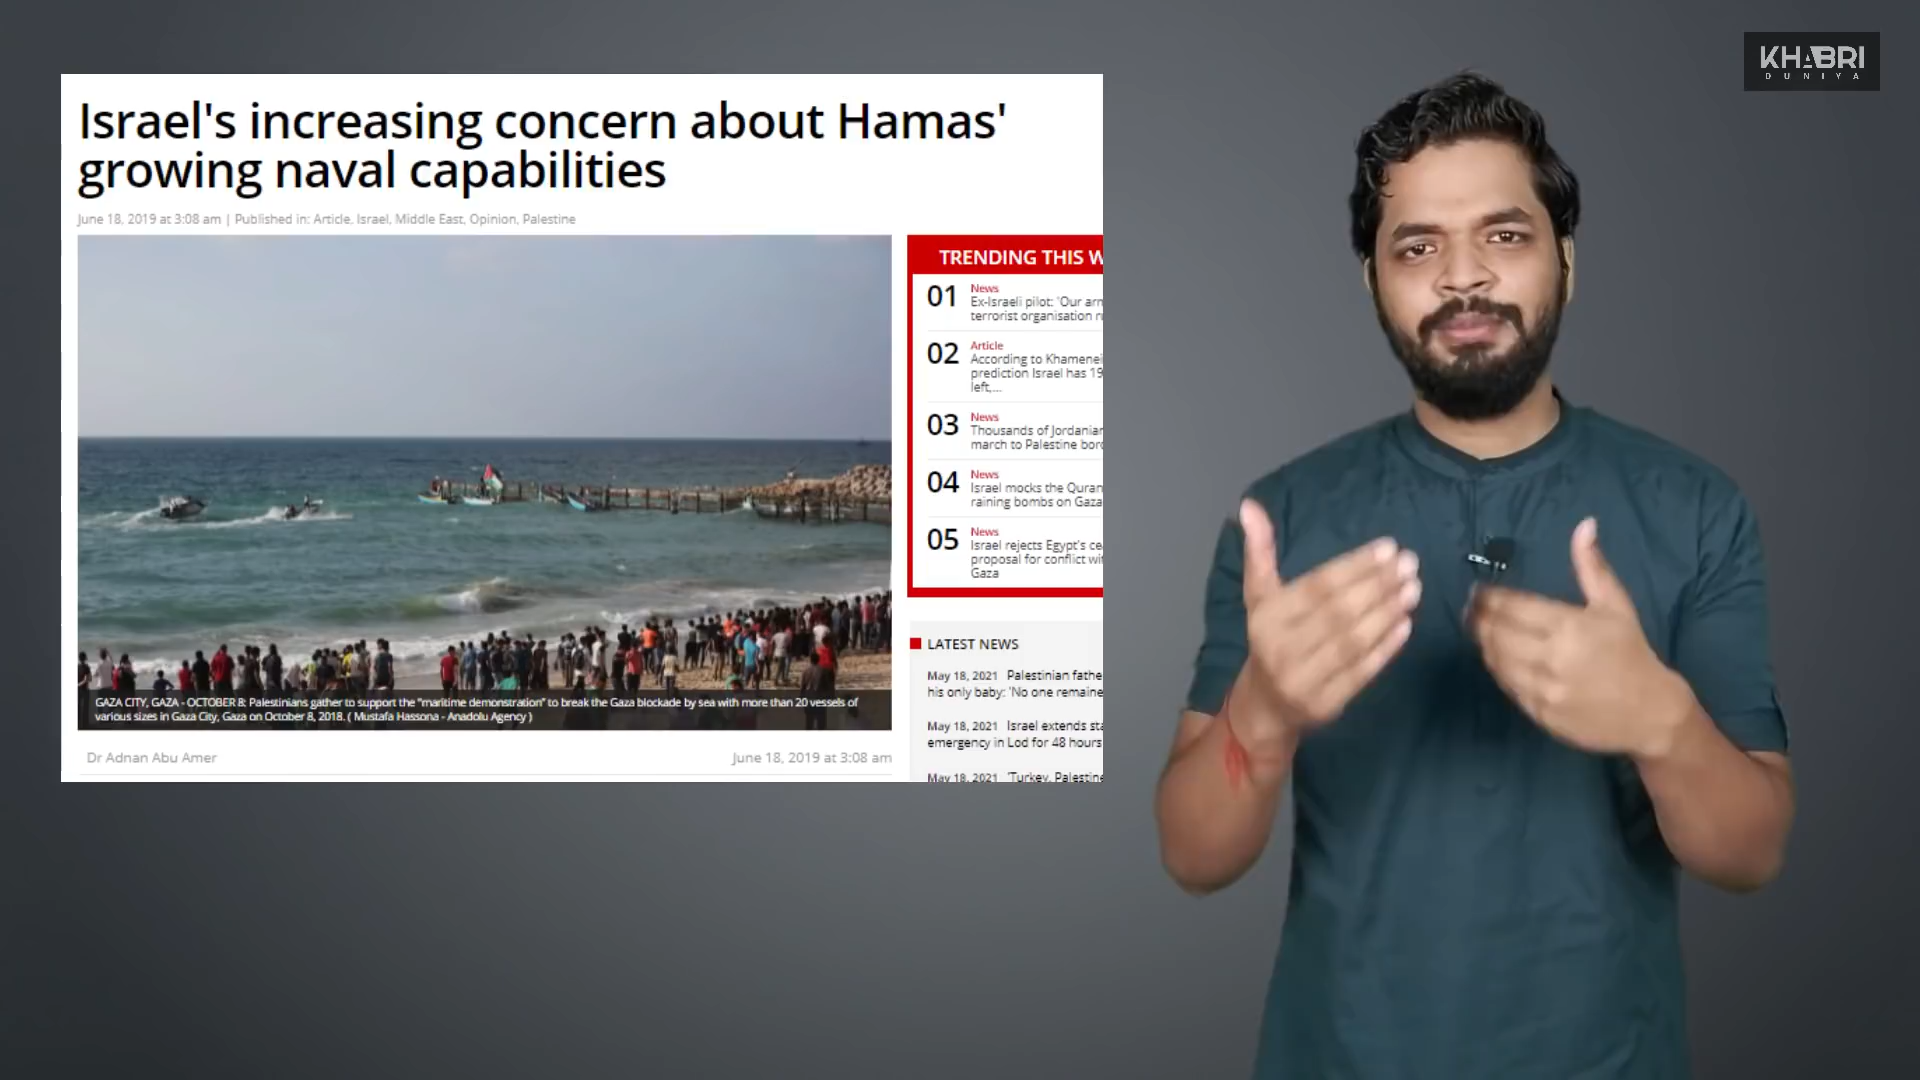 KHABRI
DUNIYA
Israel's increasing concern about Hamas'
growing naval capabilities
June 18, 2019 at 3:08 am | Published in: Article, Israel, Middle East, Opinion, Palestine
GAZA CITY, GAZA - OCTOBER 8: Palestinians gather to support the "maritime demonstration" to break the Gaza blockade by sea with more than 20 vessels of
various sizes in Gaza City, Gaza on October 8, 2018. ( Mustafa Hassona - Anadolu Agency )
Dr Adnan Abu Amer
June 18, 2019 at 3:08 am
TRENDING THIS
01
News
Ex-Israeli pilot: 'Our
terrorist organisation
02
Article
According to Khamenei
prediction Israel has 19
left,...
03
News
Thousands of Jordanian
march to Palestine
04
News
Israel mocks the Quran
raining bombs on Gaza
05
News
Israel rejects Egypt's
proposal for conflict
Gaza
LATEST NEWS
May 18, 2021 Palestinian
his only baby: 'No one
May 18, 2021 Israel extends
emergency in Lod for 48 hours
May 18, 2021 'Turkey, Palestine